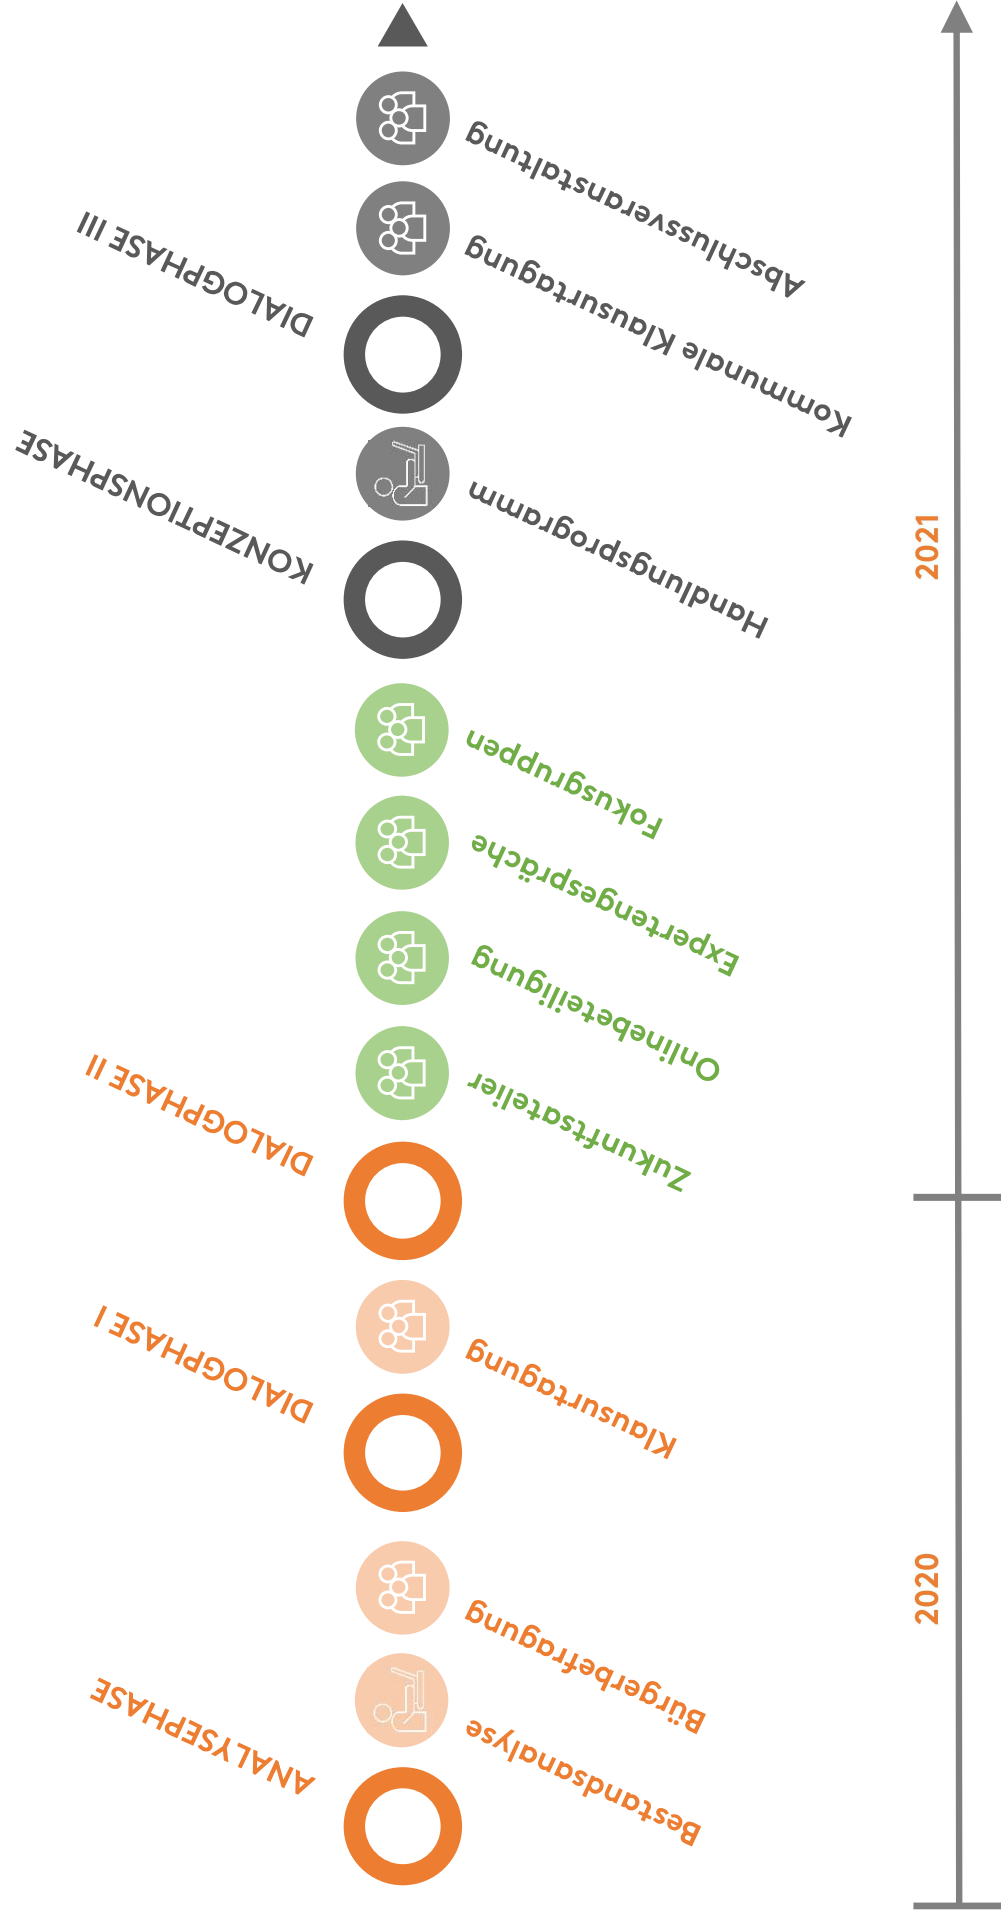 ANALYSEPHASE
Bestandsanalyse
Bürgerbefragung
DIALOGPHASE I
Klausurtagung
DIALOGPHASE II
Zukunftsatelier
Onlinebeteiligung
Expertengespräche
Fokusgruppen
KONZEPTIONSPHASE
Handlungsprogramm
DIALOGPHASE III
Kommunale Klausurtagung
Abschlussveranstaltung
2020
2021